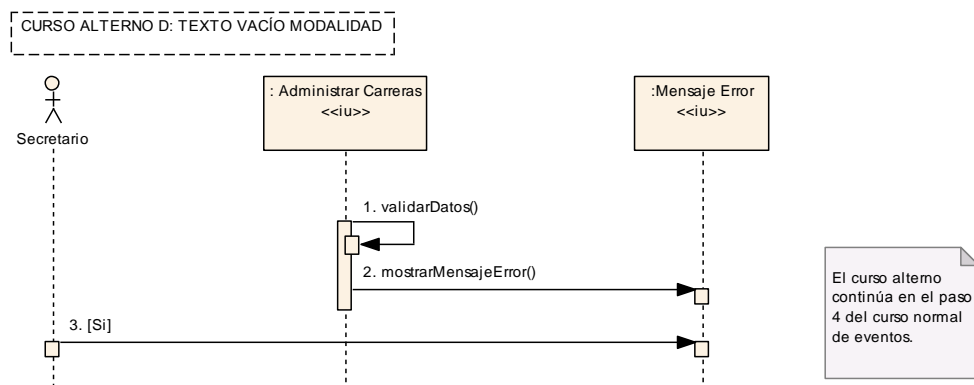 CURSO ALTERNO D: TEXTO VACÍO MODALIDAD
: Administrar Carreras
<<iu>>
:Mensaje Error
<<iu>>
Secretario
1. validarDatos()
2. mostrarMensajeError()
3. [Si]
El curso alterno
continúa en el paso
4 del curso normal
de eventos.